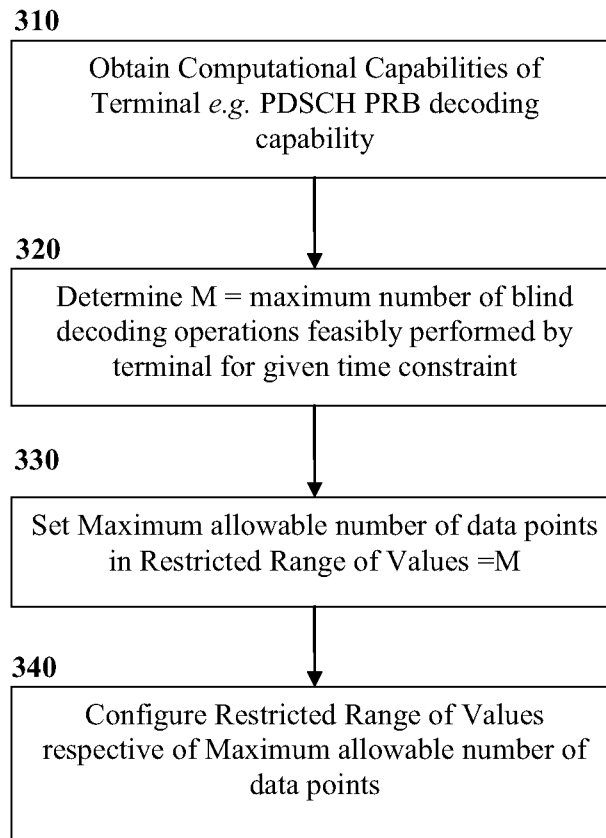 310
Obtain Computational Capabilities of
Terminal e.g. PDSCH PRB decoding
capability
320
Determine M = maximum number of blind
decoding operations feasibly performed by
terminal for given time constraint
330
Set Maximum allowable number of data points
in Restricted Range of Values =M
340
Configure Restricted Range of Values
respective of Maximum allowable number of
data points